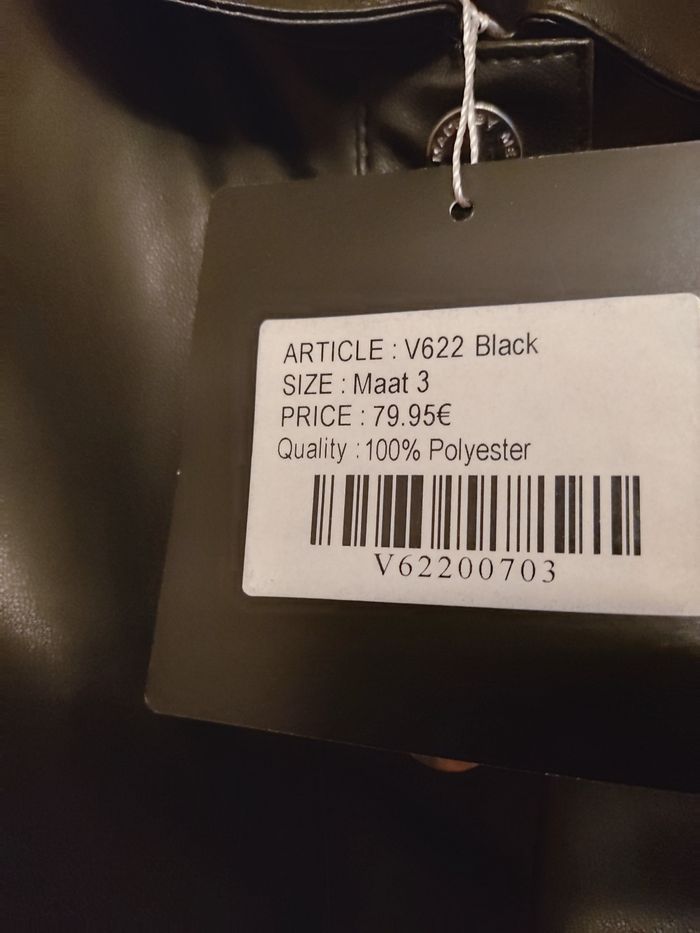 ARTICLE : V622 Black
SIZE : Maat 3
PRICE : 79.95€
Quality : 100% Polyester
V62200703